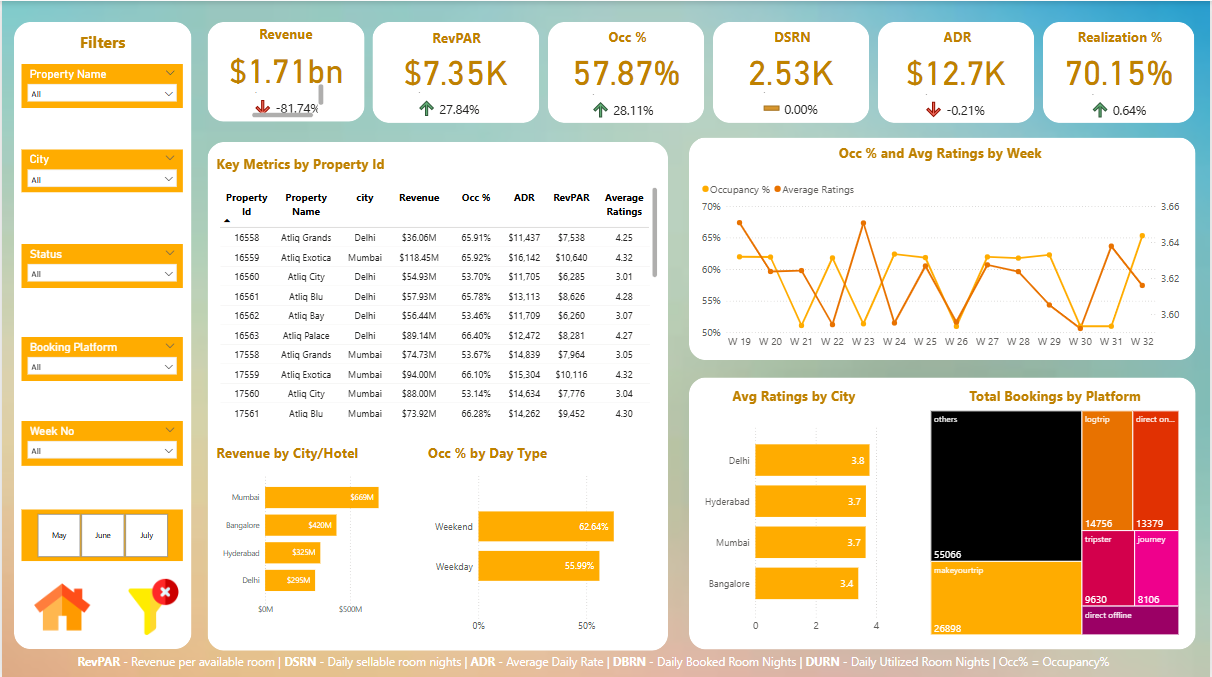 Filters
Property Name
All
City
All
Status
All
Booking Platform
All
Week No
All
May June July
Revenue
$1.71bn
-81.74%
RevPAR
$7.35K
27.84%
Occ %
57.87%
28.11%
DSRN
2.53K
0.00%
ADR
$12.7K
-0.21%
Realization %
70.15%
0.64%
Key Metrics by Property Id
Property Id Property Name city Revenue Occ % ADR RevPAR Average Ratings
16558 Atliq Grands Delhi $36.06M 65.91% $11,437 $7,538 4.25
16559 Atliq Exotica Mumbai $118.45M 65.92% $16,142 $10,640 4.32
16560 Atliq City Delhi $54.93M 53.70% $11,705 $6,285 3.01
16561 Atliq Blu Delhi $57.93M 65.78% $13,113 $8,626 4.28
16562 Atliq Bay Delhi $56.44M 53.46% $11,709 $6,260 3.07
16563 Atliq Palace Delhi $89.14M 66.40% $12,472 $8,281 4.27
17558 Atliq Grands Mumbai $74.73M 53.67% $14,839 $7,964 3.05
17559 Atliq Exotica Mumbai $94.00M 66.10% $15,304 $10,116 4.32
17560 Atliq City Mumbai $88.00M 53.14% $14,634 $7,776 3.04
17561 Atliq Blu Mumbai $73.92M 66.28% $14,262 $9,452 4.30
Revenue by City/Hotel
Mumbai $669M
Bangalore $420M
Hyderabad $325M
Delhi $295M
$0M $500M
Occ % by Day Type
Weekend 62.64%
Weekday 55.99%
0% 50%
Occ % and Avg Ratings by Week
Occupancy % Average Ratings
70% 3.66
65% 3.64
60% 3.62
55% 3.60
50%
W 19 W 20 W 21 W 22 W 23 W 24 W 25 W 26 W 27 W 28 W 29 W 30 W 31 W 32
Avg Ratings by City
Delhi 3.8
Hyderabad 3.7
Mumbai 3.7
Bangalore 3.4
0 2 4
Total Bookings by Platform
others
55066
makeyourtrip
26898
logtrip
14756
direct on...
13379
tripster
9630
journey
8106
direct offline
RevPAR - Revenue per available room | DSRN - Daily sellable room nights | ADR - Average Daily Rate | DBRN - Daily Booked Room Nights | DURN - Daily Utilized Room Nights | Occ% = Occupancy%